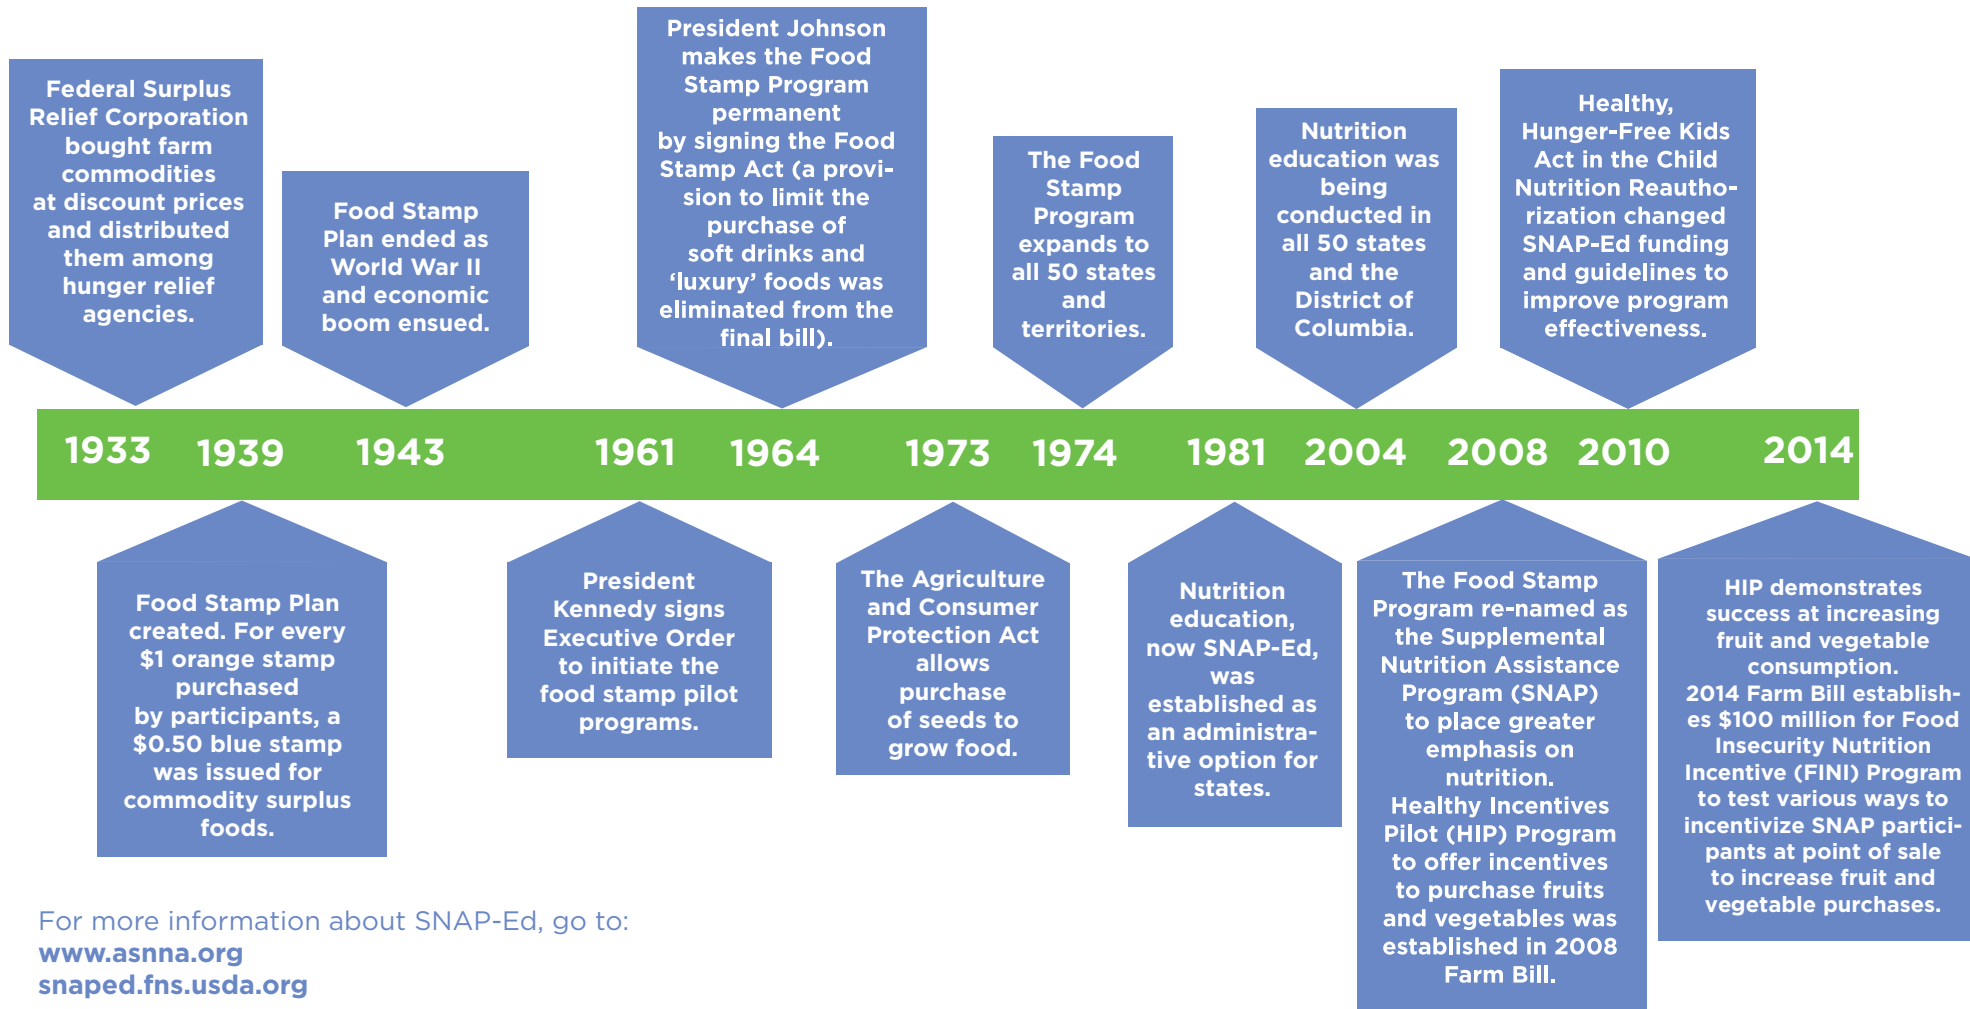 Federal Surplus
Relief Corporation
bought farm
commodities
at discount prices
and distributed
them among
hunger relief
agencies.
Food Stamp
Plan ended as
World War II
and economic
boom ensued.
President Johnson
makes the Food
Stamp Program
permanent
by signing the Food
Stamp Act (a provi-
sion to limit the
purchase of
soft drinks and
‘luxury’ foods was
eliminated from the
final bill).
The Food
Stamp
Program
expands to
all 50 states
and
territories.
Nutrition
education was
being
conducted in
all 50 states
and the
District of
Columbia.
Healthy,
Hunger-Free Kids
Act in the Child
Nutrition Reautho-
rization changed
SNAP-Ed funding
and guidelines to
improve program
effectiveness.
1933 1939 1943 1961 1964 1973 1974 1981 2004 2008 2010 2014
Food Stamp Plan
created. For every
$1 orange stamp
purchased
by participants, a
$0.50 blue stamp
was issued for
commodity surplus
foods.
President
Kennedy signs
Executive Order
to initiate the
food stamp pilot
programs.
The Agriculture
and Consumer
Protection Act
allows
purchase
of seeds to
grow food.
Nutrition
education,
now SNAP-Ed,
was
established as
an administra-
tive option for
states.
The Food Stamp
Program re-named as
the Supplemental
Nutrition Assistance
Program (SNAP)
to place greater
emphasis on
nutrition.
Healthy Incentives
Pilot (HIP) Program
to offer incentives
to purchase fruits
and vegetables was
established in 2008
Farm Bill.
HIP demonstrates
success at increasing
fruit and vegetable
consumption.
2014 Farm Bill establish-
es $100 million for Food
Insecurity Nutrition
Incentive (FINI) Program
to test various ways to
incentivize SNAP partici-
pants at point of sale
to increase fruit and
vegetable purchases.
For more information about SNAP-Ed, go to:
www.asnna.org
snaped.fns.usda.org